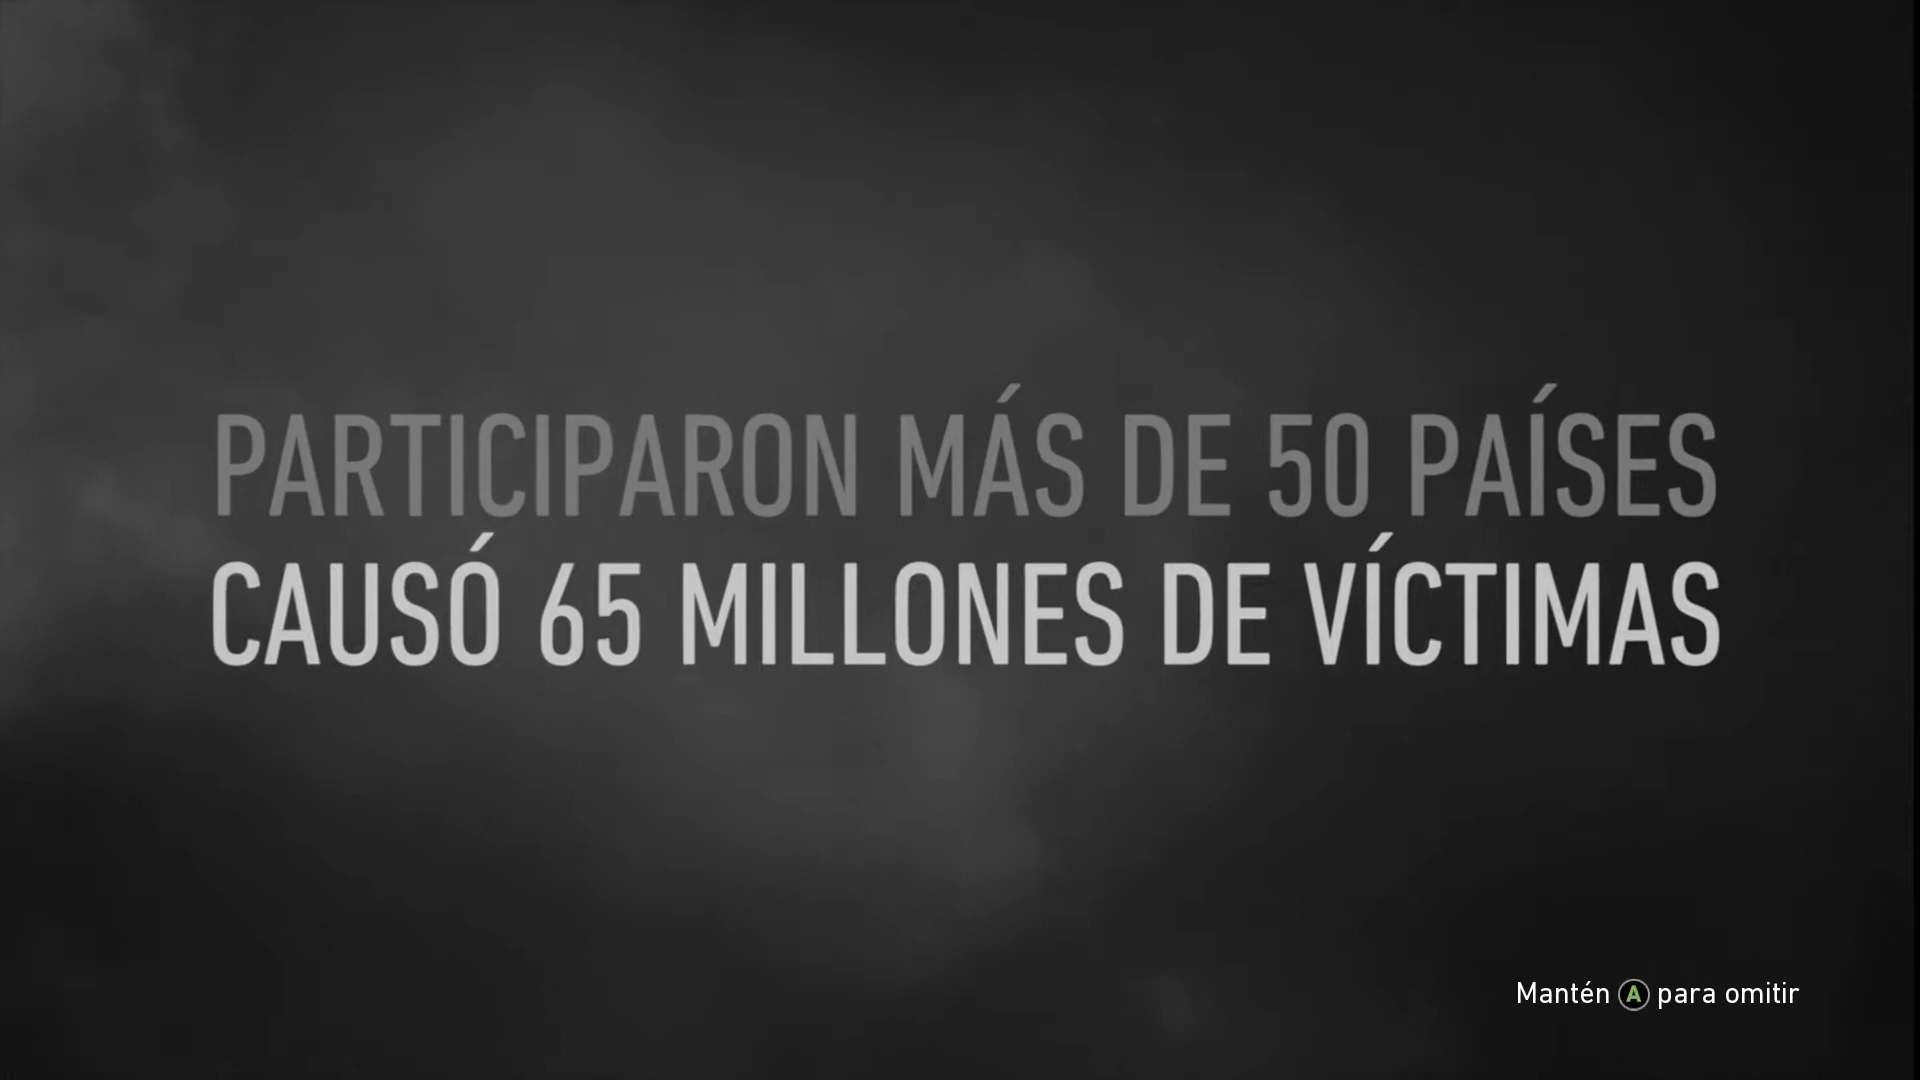 PARTICIPARON MÁS DE 50 PAÍSES
CAUSÓ 65 MILLONES DE VÍCTIMAS
Mantén A para omitir